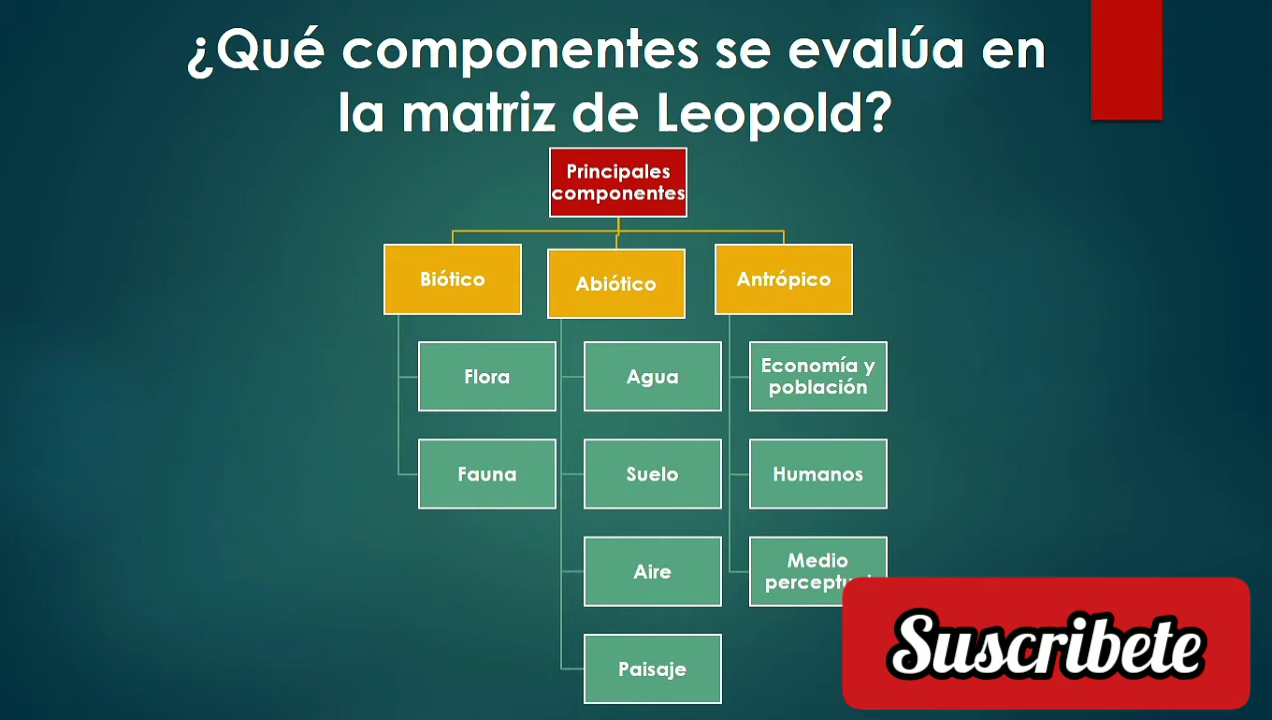 ¿Qué componentes se evalúa en
la matriz de Leopold?
Principales
componentes
Biótico
Abiótico
Antrópico
Flora
Agua
Economía y
población
Fauna
Suelo
Humanos
Aire
Medio
Paisaje
Suscribete